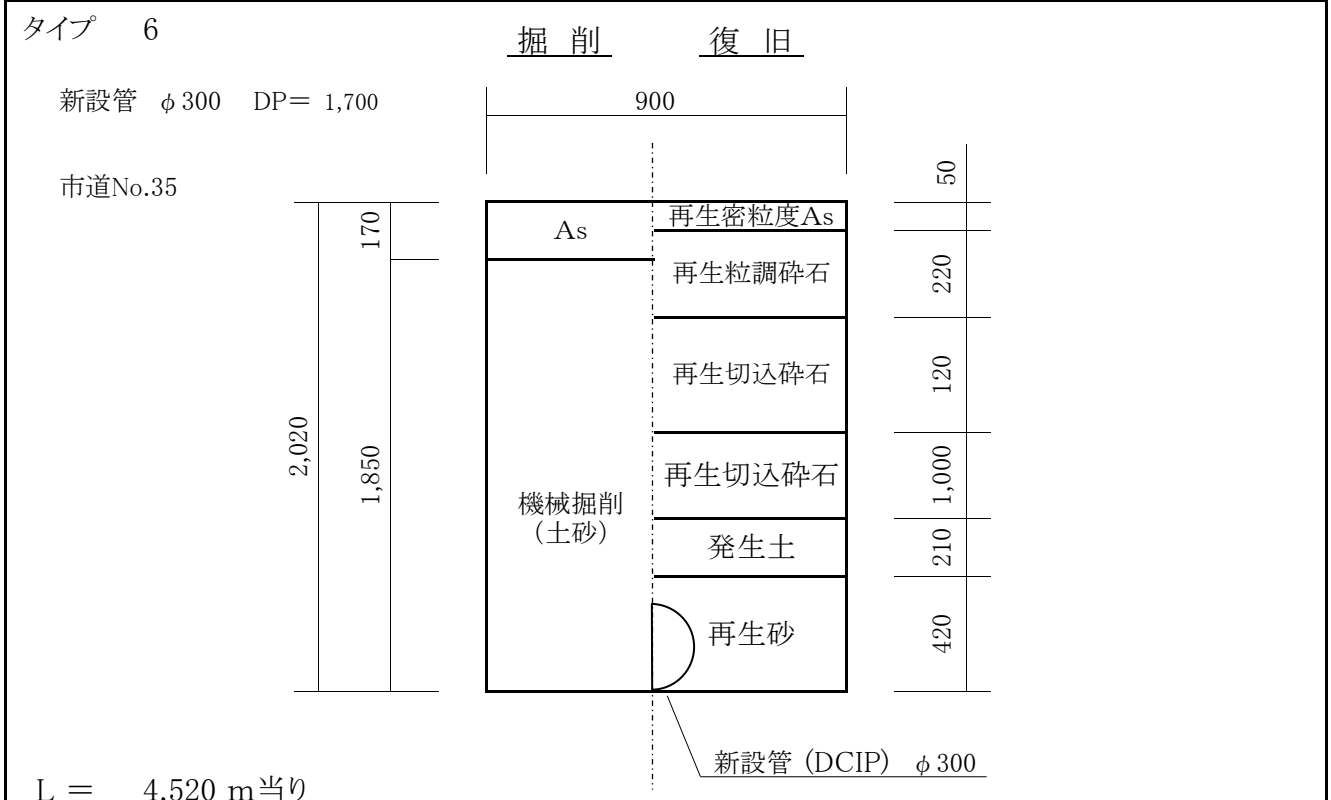 タイプ 6
掘 削 復 旧
新設管 φ300 DP＝ 1,700
900
市道No.35
50
170
As
再生密粒度As
再生粒調砕石
220
再生切込砕石
120
2,020
1,850
機械掘削
（土砂）
再生切込砕石
1,000
発生土
210
再生砂
420
新設管（DCIP） φ300
L ＝ 4.520 m当り